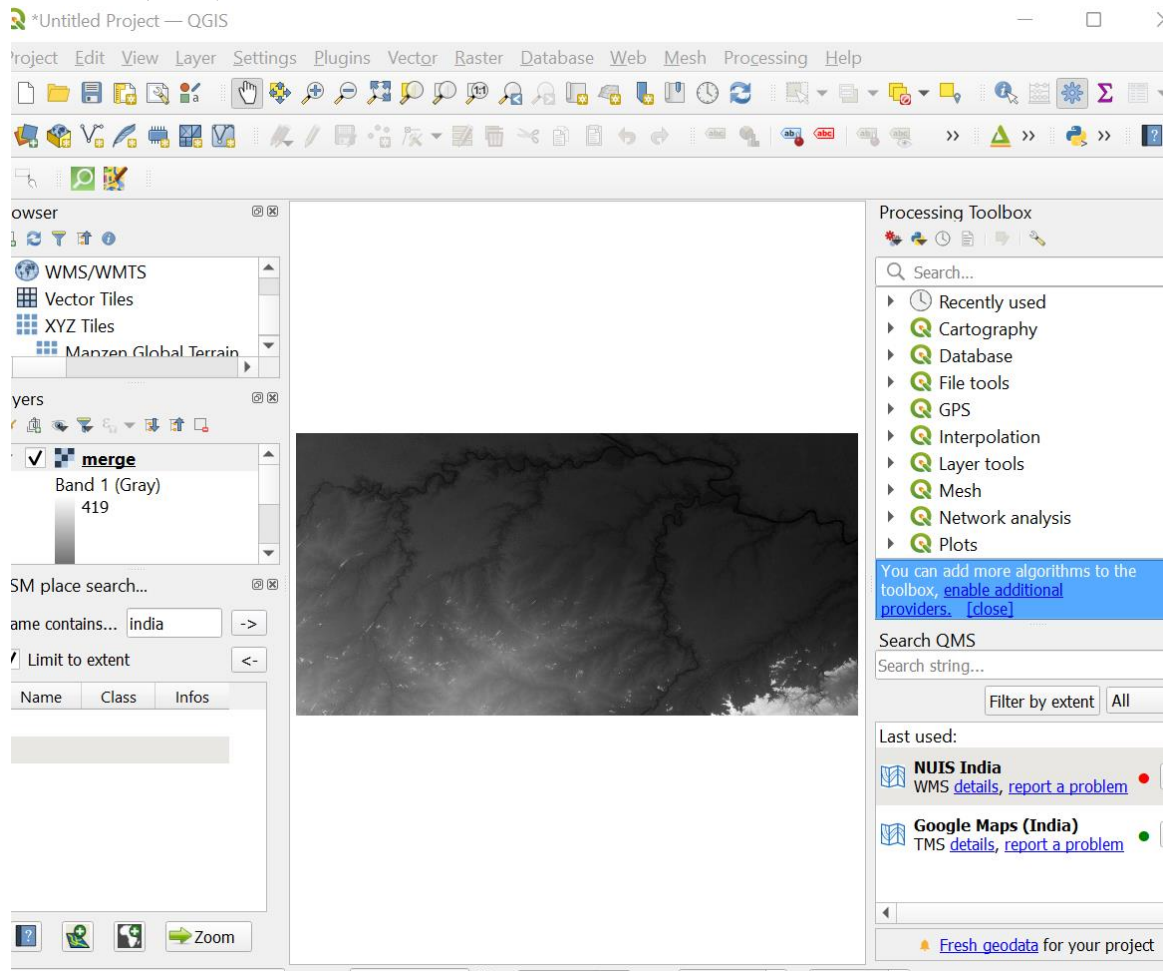 *Untitled Project — QGIS
Project Edit View Layer Settings Plugins Vector Raster Database Web Mesh Processing Help
owser
WMS/WMTS
Vector Tiles
XYZ Tiles
Mapzen Global Terrain
yers
merge
Band 1 (Gray)
419
SM place search...
ame contains... india ->
Limit to extent <-
Name Class Infos
Zoom
Processing Toolbox
Search...
Recently used
Cartography
Database
File tools
GPS
Interpolation
Layer tools
Mesh
Network analysis
Plots
You can add more algorithms to the
toolbox, enable additional
providers. [close]
Search QMS
Search string...
Filter by extent All
Last used:
NUIS India
WMS details, report a problem
Google Maps (India)
TMS details, report a problem
Fresh geodata for your project